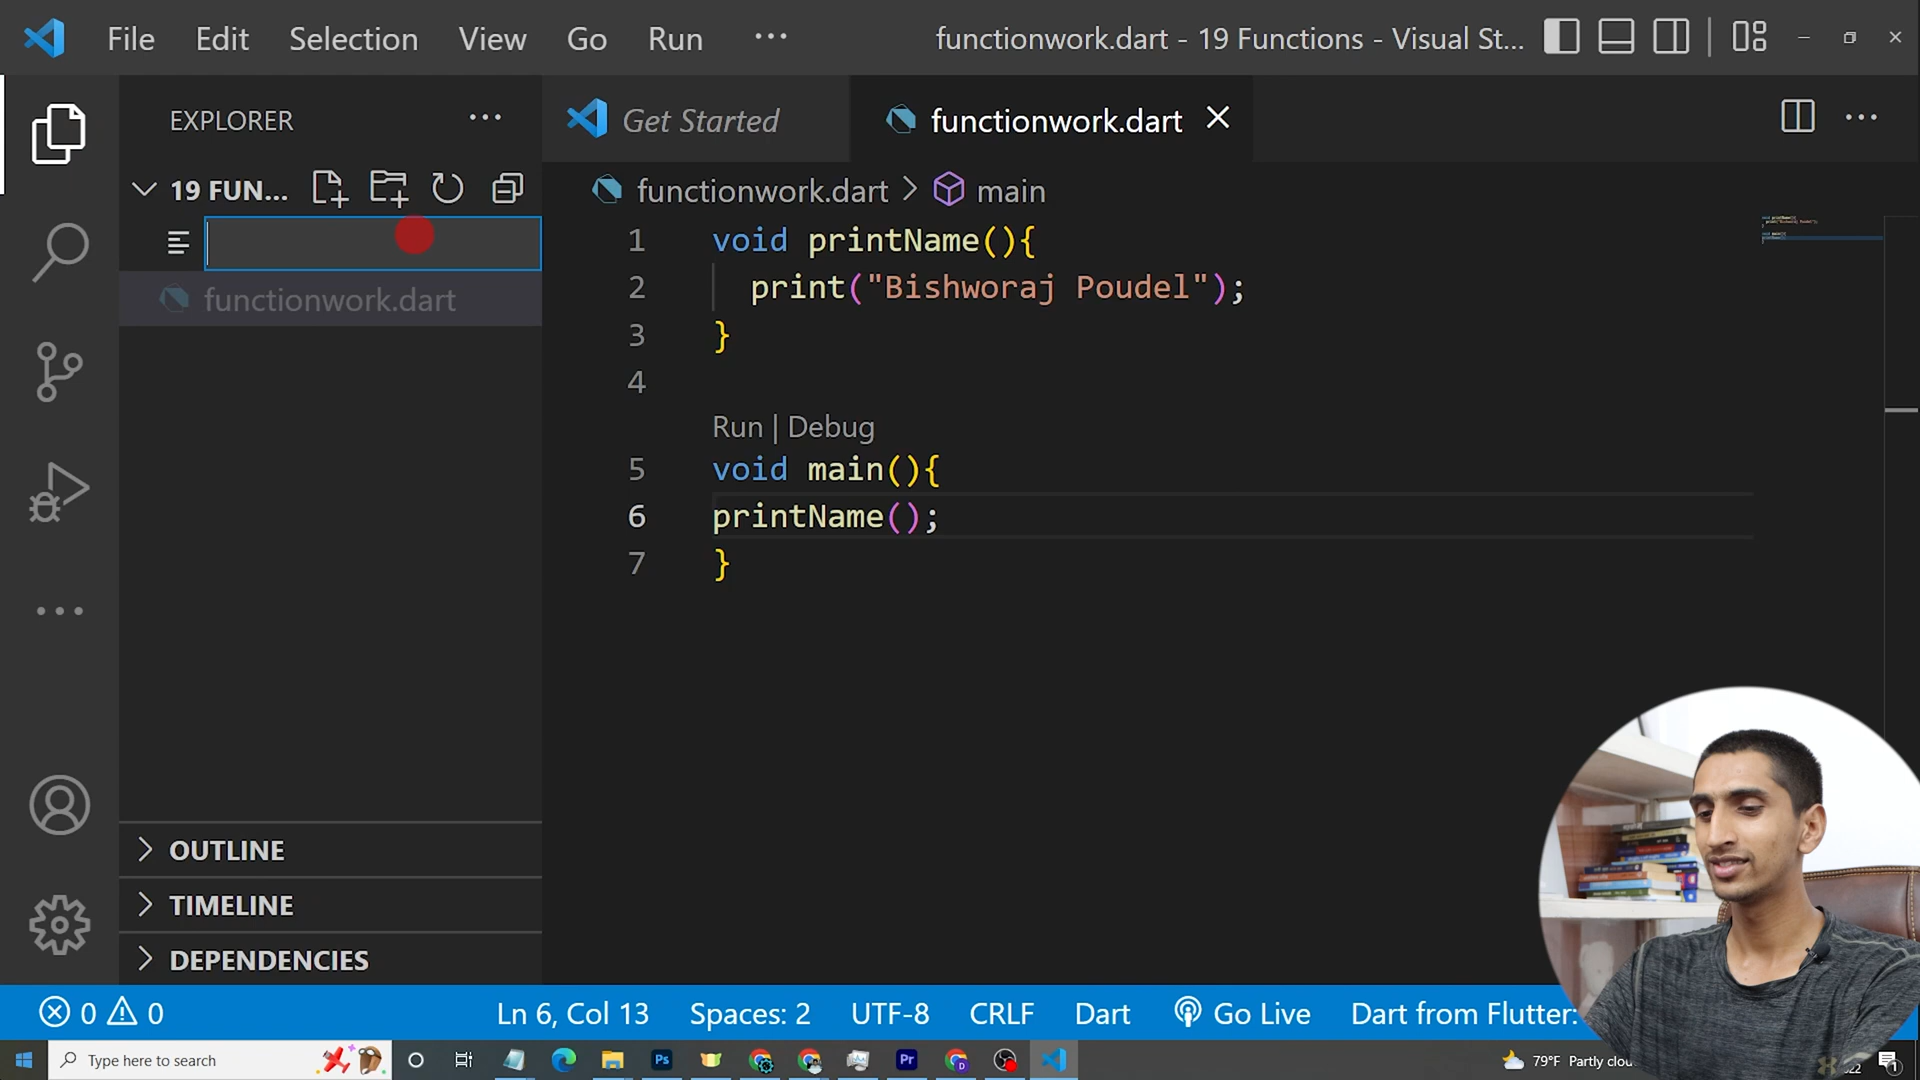 File Edit Selection View Go Run ··· functionwork.dart - 19 Functions - Visual St...
EXPLORER ···
Get Started functionwork.dart
19 FUN...
functionwork.dart > main
functionwork.dart
1 void printName(){
2 print("Bishworaj Poudel");
3 }
4
Run | Debug
5 void main(){
6 printName();
7 }
OUTLINE
TIMELINE
DEPENDENCIES
0 0 Ln 6, Col 13 Spaces: 2 UTF-8 CRLF Dart Go Live Dart from Flutter:
Type here to search Ps Pr 79°F Partly clou